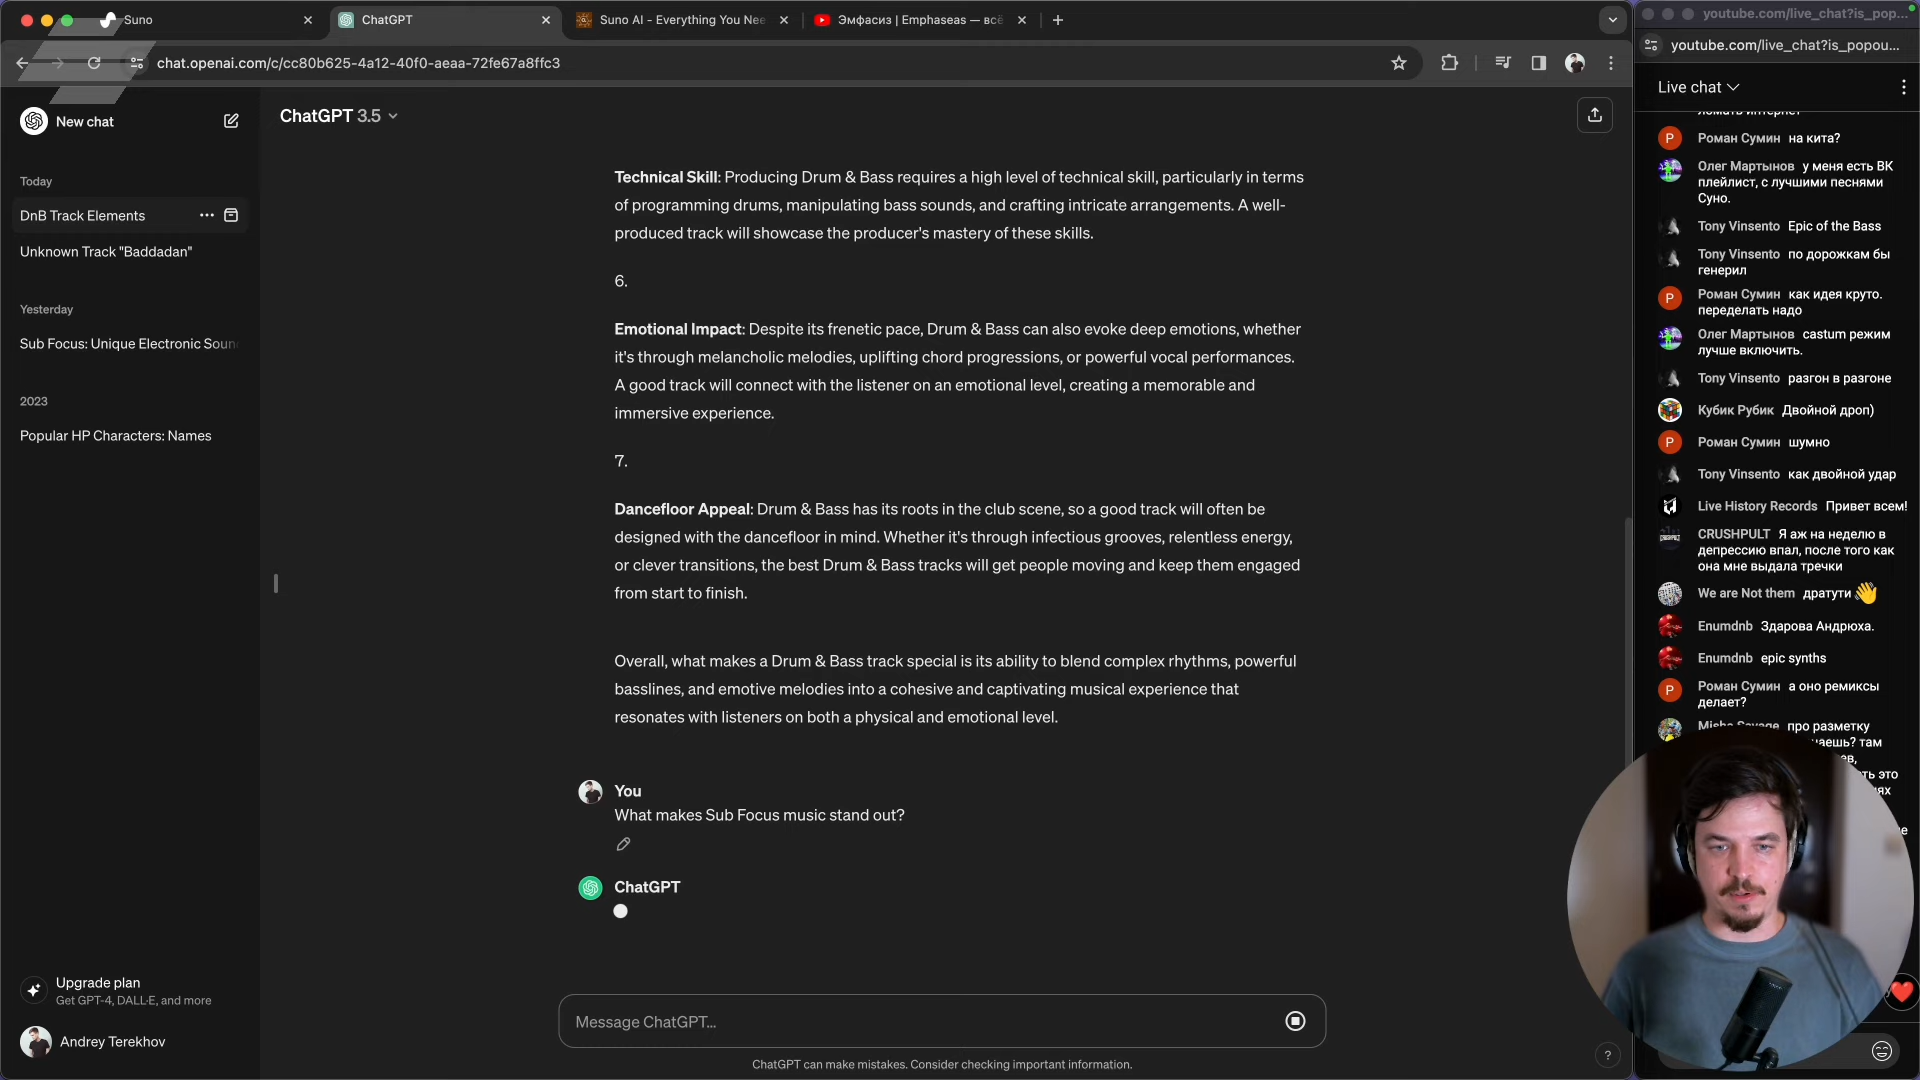 Suno
ChatGPT
Suno AI - Everything You Nee
Эмфасиз | Emphaseas — всё
youtube.com/live_chat?is_pop...
chat.openai.com/c/cc80b625-4a12-40f0-aeaa-72fe67a8ffc3
youtube.com/live_chat?is_popou...
New chat
Today
DnB Track Elements
Unknown Track "Baddadan"
Yesterday
Sub Focus: Unique Electronic Soun
2023
Popular HP Characters: Names
Upgrade plan
Get GPT-4, DALL·E, and more
Andrey Terekhov
ChatGPT 3.5
Technical Skill: Producing Drum & Bass requires a high level of technical skill, particularly in terms
of programming drums, manipulating bass sounds, and crafting intricate arrangements. A well-
produced track will showcase the producer's mastery of these skills.
6.
Emotional Impact: Despite its frenetic pace, Drum & Bass can also evoke deep emotions, whether
it's through melancholic melodies, uplifting chord progressions, or powerful vocal performances.
A good track will connect with the listener on an emotional level, creating a memorable and
immersive experience.
7.
Dancefloor Appeal: Drum & Bass has its roots in the club scene, so a good track will often be
designed with the dancefloor in mind. Whether it's through infectious grooves, relentless energy,
or clever transitions, the best Drum & Bass tracks will get people moving and keep them engaged
from start to finish.
Overall, what makes a Drum & Bass track special is its ability to blend complex rhythms, powerful
basslines, and emotive melodies into a cohesive and captivating musical experience that
resonates with listeners on both a physical and emotional level.
You
What makes Sub Focus music stand out?
ChatGPT
Message ChatGPT...
ChatGPT can make mistakes. Consider checking important information.
?
Live chat
ломать интернет
Р Роман Сумин на кита?
Олег Мартынов у меня есть ВК
плейлист, с лучшими песнями
Суно.
Tony Vinsento Epic of the Bass
Tony Vinsento по дорожкам бы
генерил
Р Роман Сумин как идея круто.
переделать надо
Олег Мартынов castum режим
лучше включить.
Tony Vinsento разгон в разгоне
Кубик Рубик Двойной дроп)
Р Роман Сумин шумно
Tony Vinsento как двойной удар
Live History Records Привет всем!
CRUSHPULT Я аж на неделю в
депрессию впал, после того как
она мне выдала тречки
We are Not them дратути 👋
Enumdnb Здарова Андрюха.
Enumdnb epic synths
Р Роман Сумин а оно ремиксы
делает?
Misha Savage про разметку